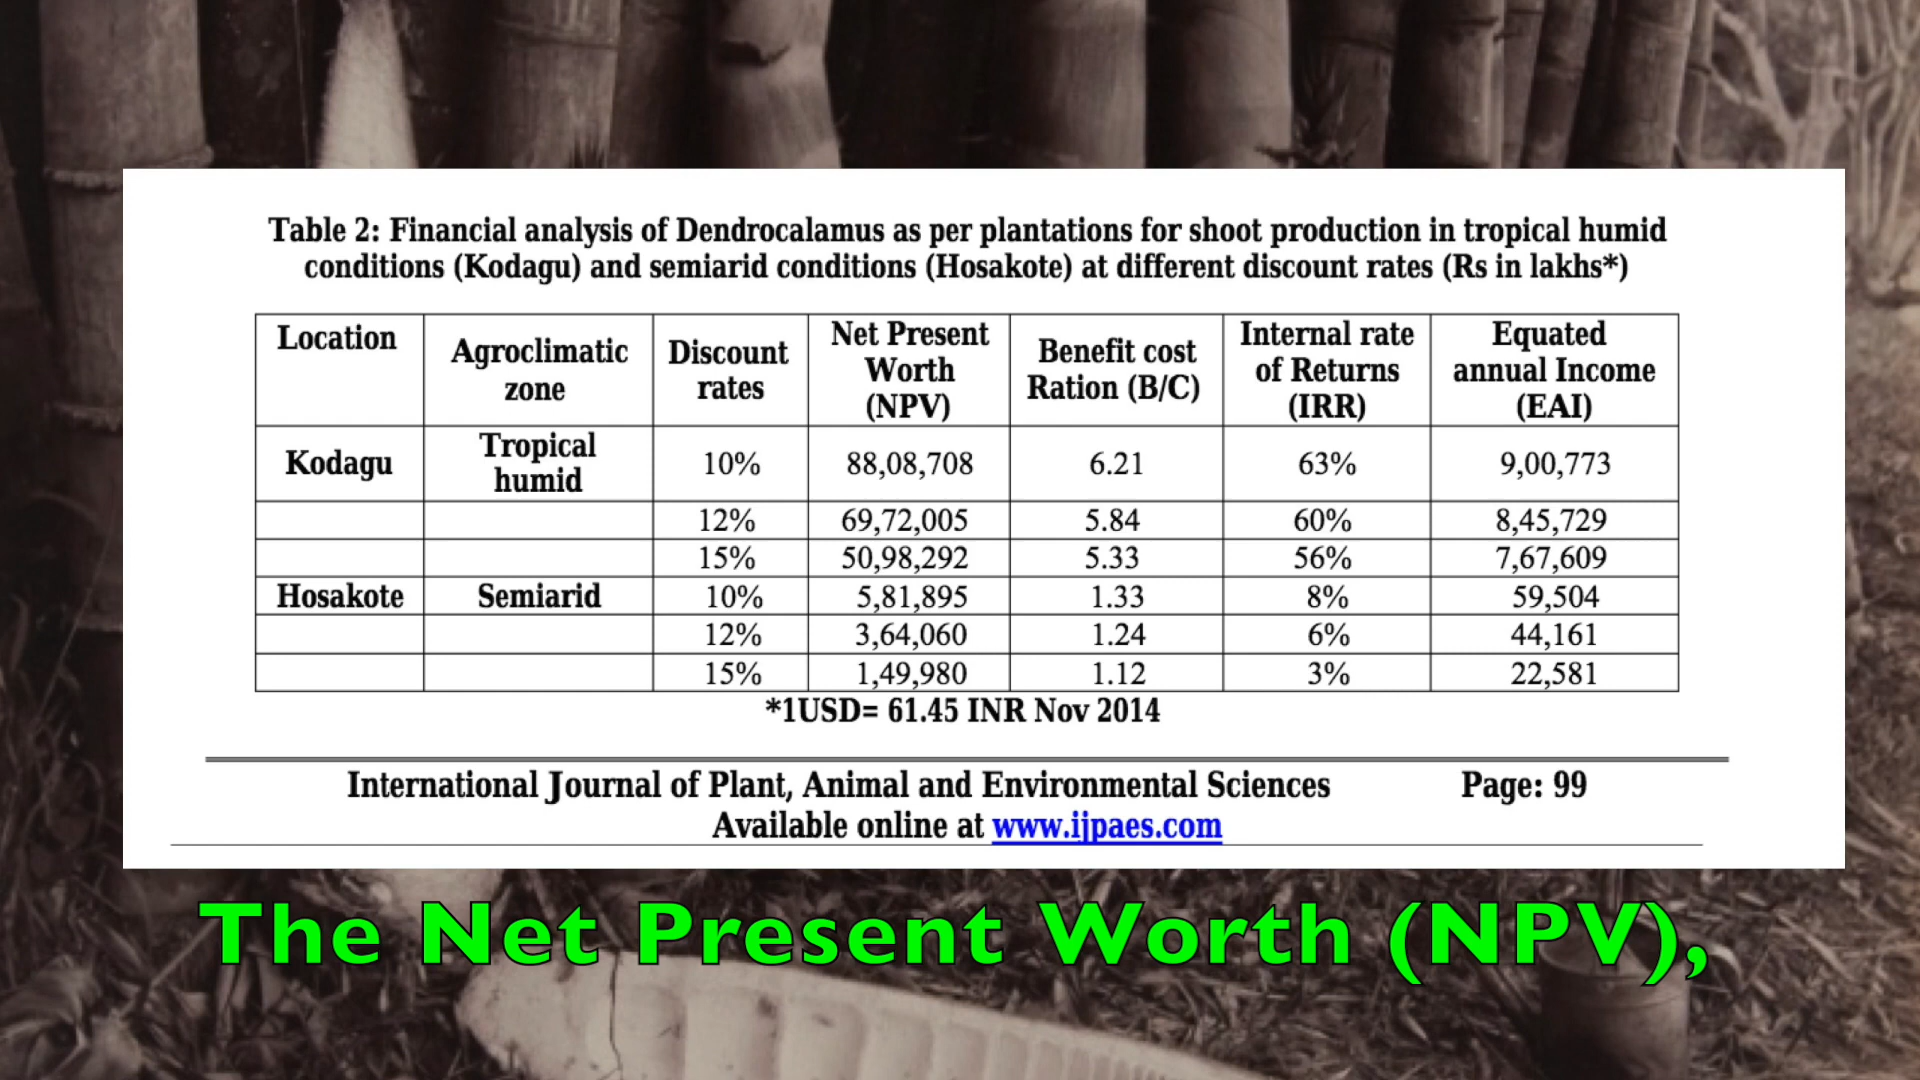 Table 2: Financial analysis of Dendrocalamus as per plantations for shoot production in tropical humid
conditions (Kodagu) and semiarid conditions (Hosakote) at different discount rates (Rs in lakhs*)
Location Agroclimatic zone Discount rates Net Present Worth (NPV) Benefit cost Ration (B/C) Internal rate of Returns (IRR) Equated annual Income (EAI)
Kodagu Tropical humid 10% 88,08,708 6.21 63% 9,00,773
12% 69,72,005 5.84 60% 8,45,729
15% 50,98,292 5.33 56% 7,67,609
Hosakote Semiarid 10% 5,81,895 1.33 8% 59,504
12% 3,64,060 1.24 6% 44,161
15% 1,49,980 1.12 3% 22,581
*1USD= 61.45 INR Nov 2014
International Journal of Plant, Animal and Environmental Sciences Page: 99
Available online at www.ijpaes.com
The Net Present Worth (NPV),